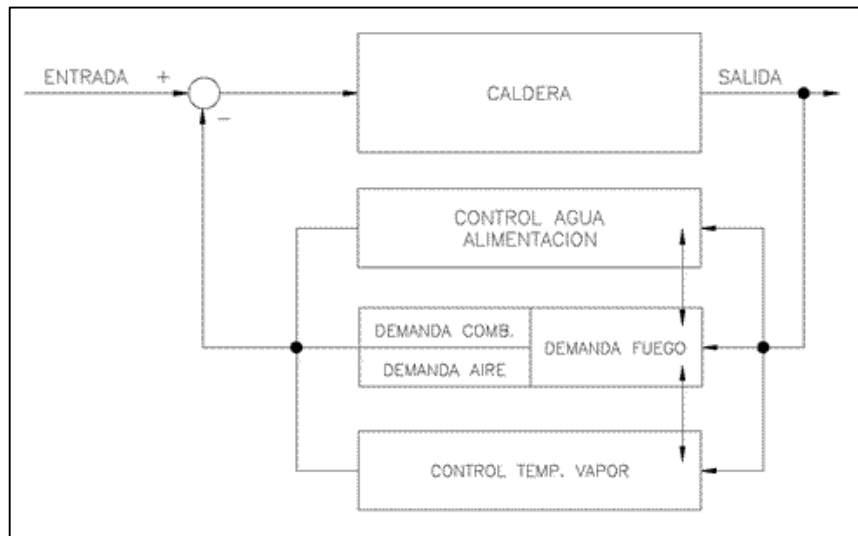 ENTRADA
+
CALDERA
SALIDA
−
CONTROL AGUA
ALIMENTACION
DEMANDA COMB.
DEMANDA FUEGO
DEMANDA AIRE
CONTROL TEMP. VAPOR